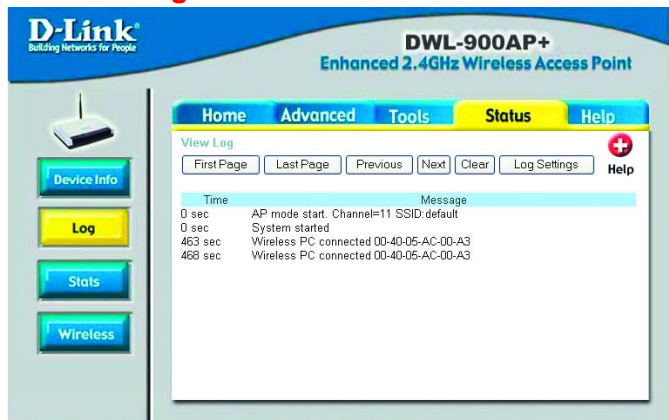 D-Link
Building Networks for People
DWL-900AP+
Enhanced 2.4GHz Wireless Access Point
Home Advanced Tools Status Help
View Log
First Page Last Page Previous Next Clear Log Settings Help
Device Info
Log
Stats
Wireless
Time Message
0 sec AP mode start. Channel=11 SSID:default
0 sec System started
463 sec Wireless PC connected 00-40-05-AC-00-A3
468 sec Wireless PC connected 00-40-05-AC-00-A3